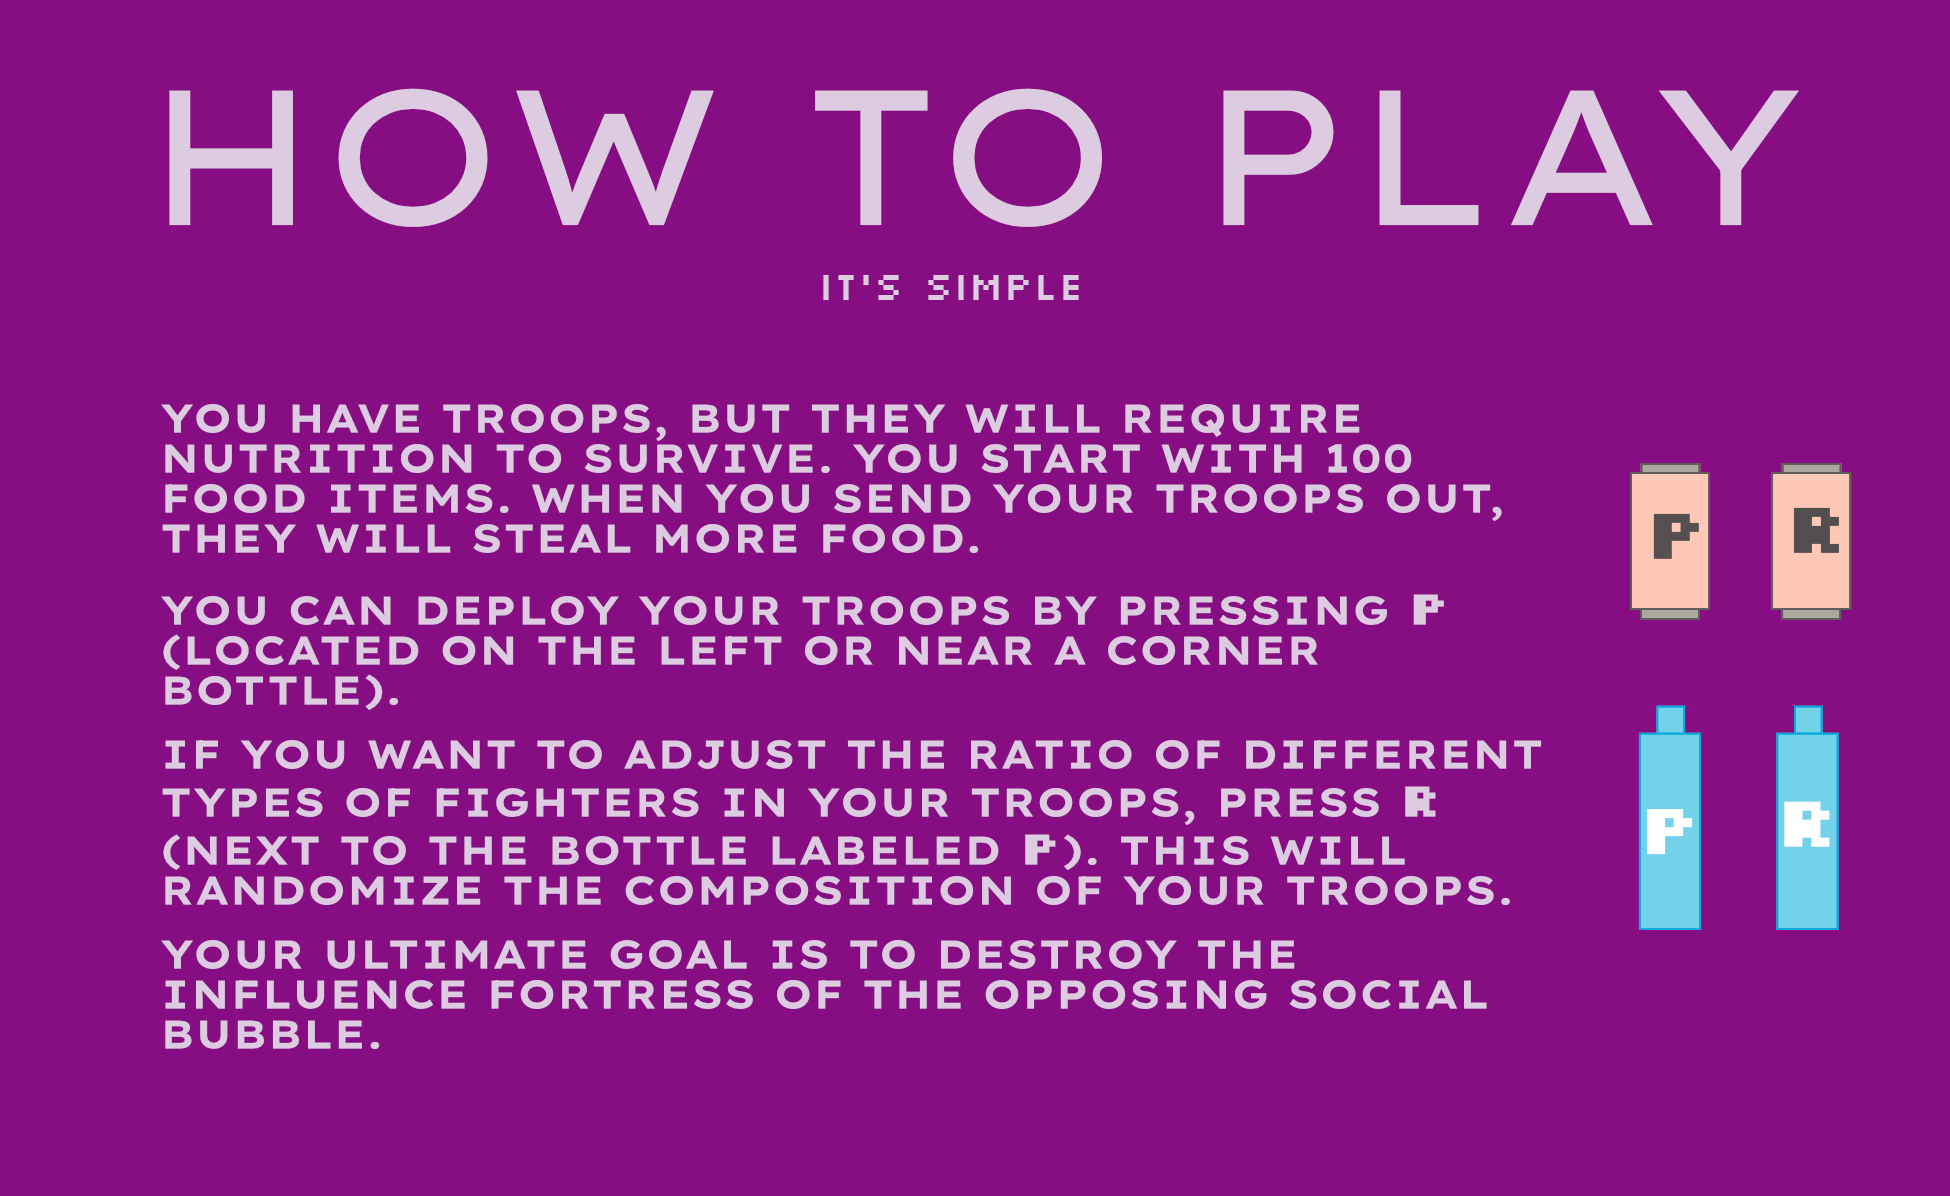 HOW TO PLAY
IT'S SIMPLE
YOU HAVE TROOPS, BUT THEY WILL REQUIRE
NUTRITION TO SURVIVE. YOU START WITH 100
FOOD ITEMS. WHEN YOU SEND YOUR TROOPS OUT,
THEY WILL STEAL MORE FOOD.
YOU CAN DEPLOY YOUR TROOPS BY PRESSING P
(LOCATED ON THE LEFT OR NEAR A CORNER
BOTTLE).
IF YOU WANT TO ADJUST THE RATIO OF DIFFERENT
TYPES OF FIGHTERS IN YOUR TROOPS, PRESS R
(NEXT TO THE BOTTLE LABELED P). THIS WILL
RANDOMIZE THE COMPOSITION OF YOUR TROOPS.
YOUR ULTIMATE GOAL IS TO DESTROY THE
INFLUENCE FORTRESS OF THE OPPOSING SOCIAL
BUBBLE.
P R
P R